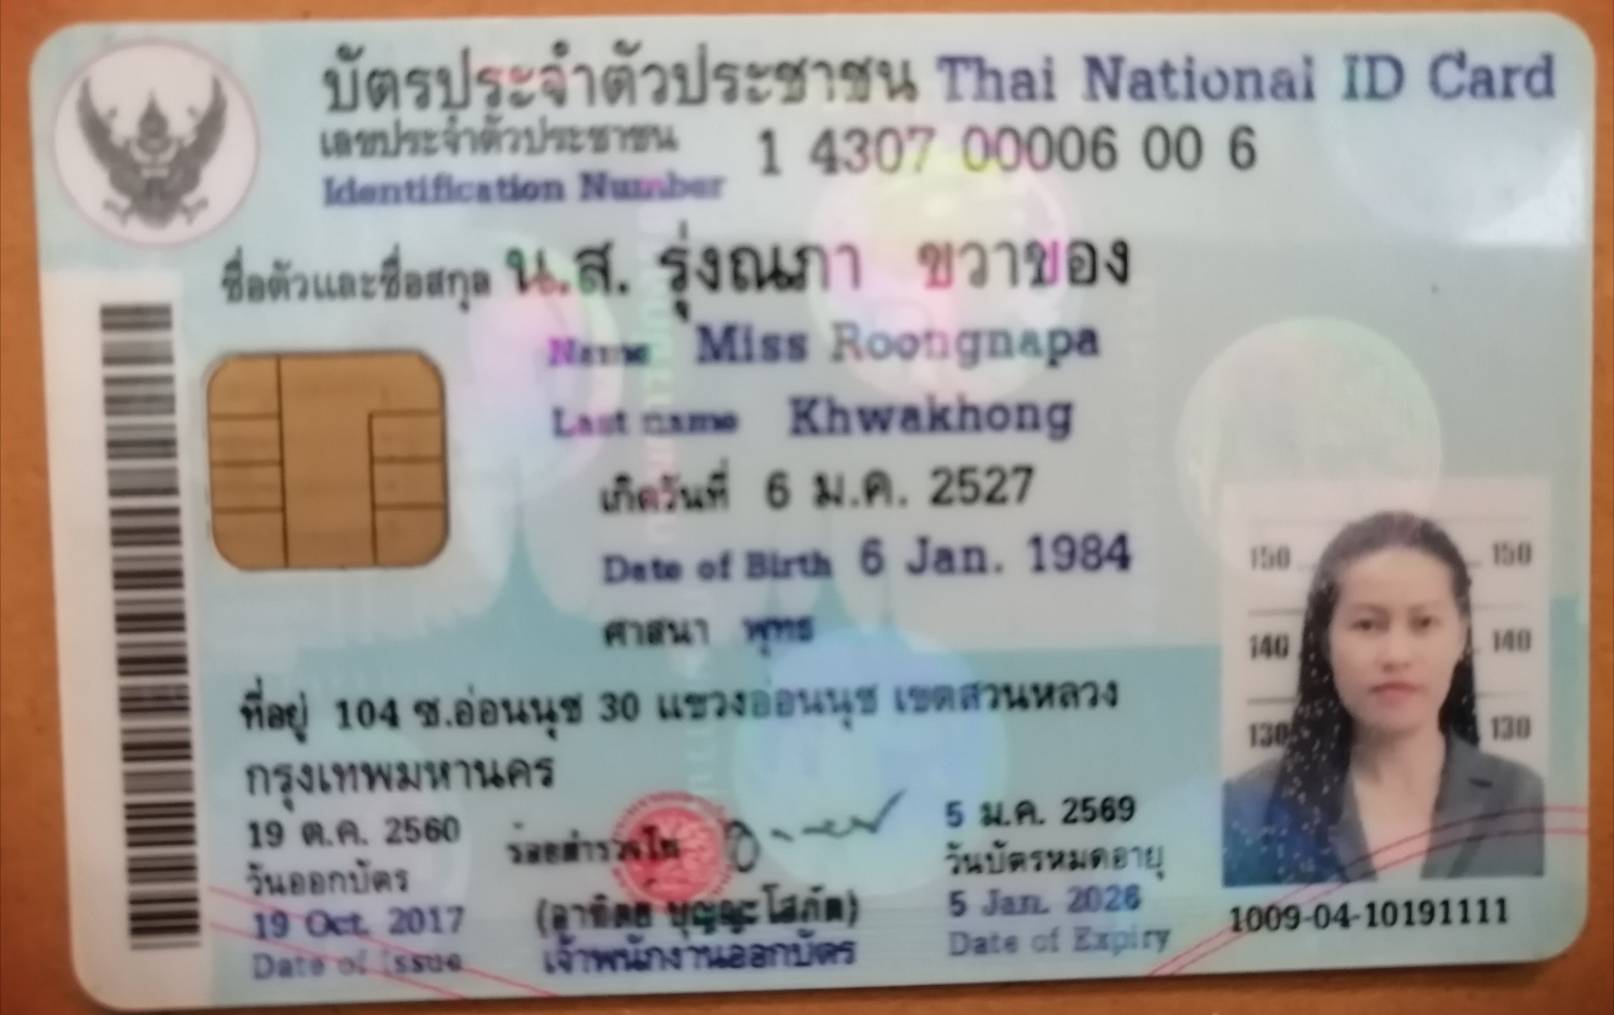 บัตรประจำตัวประชาชน Thai National ID Card
เลขประจำตัวประชาชน 1 4307 00006 00 6
Identification Number
ชื่อตัวและชื่อสกุล น.ส. รุ่งณภา ขวาของ
Name Miss Roongnapa
Last name Khwakhong
เกิดวันที่ 6 ม.ค. 2527
Date of Birth 6 Jan. 1984
ศาสนา พุทธ
ที่อยู่ 104 ซ.อ่อนนุช 30 แขวงออนนุช เขตสวนหลวง
กรุงเทพมหานคร
19 ต.ค. 2560
วันออกบัตร
19 Oct. 2017
Date of Issue
ร้อยตำรวจโท
(อาทิตย์ บุญญะโสภัต)
เจ้าพนักงานออกบัตร
5 ม.ค. 2569
วันบัตรหมดอายุ
5 Jan. 2026
Date of Expiry
150 150
140 140
130 130
1009-04-10191111